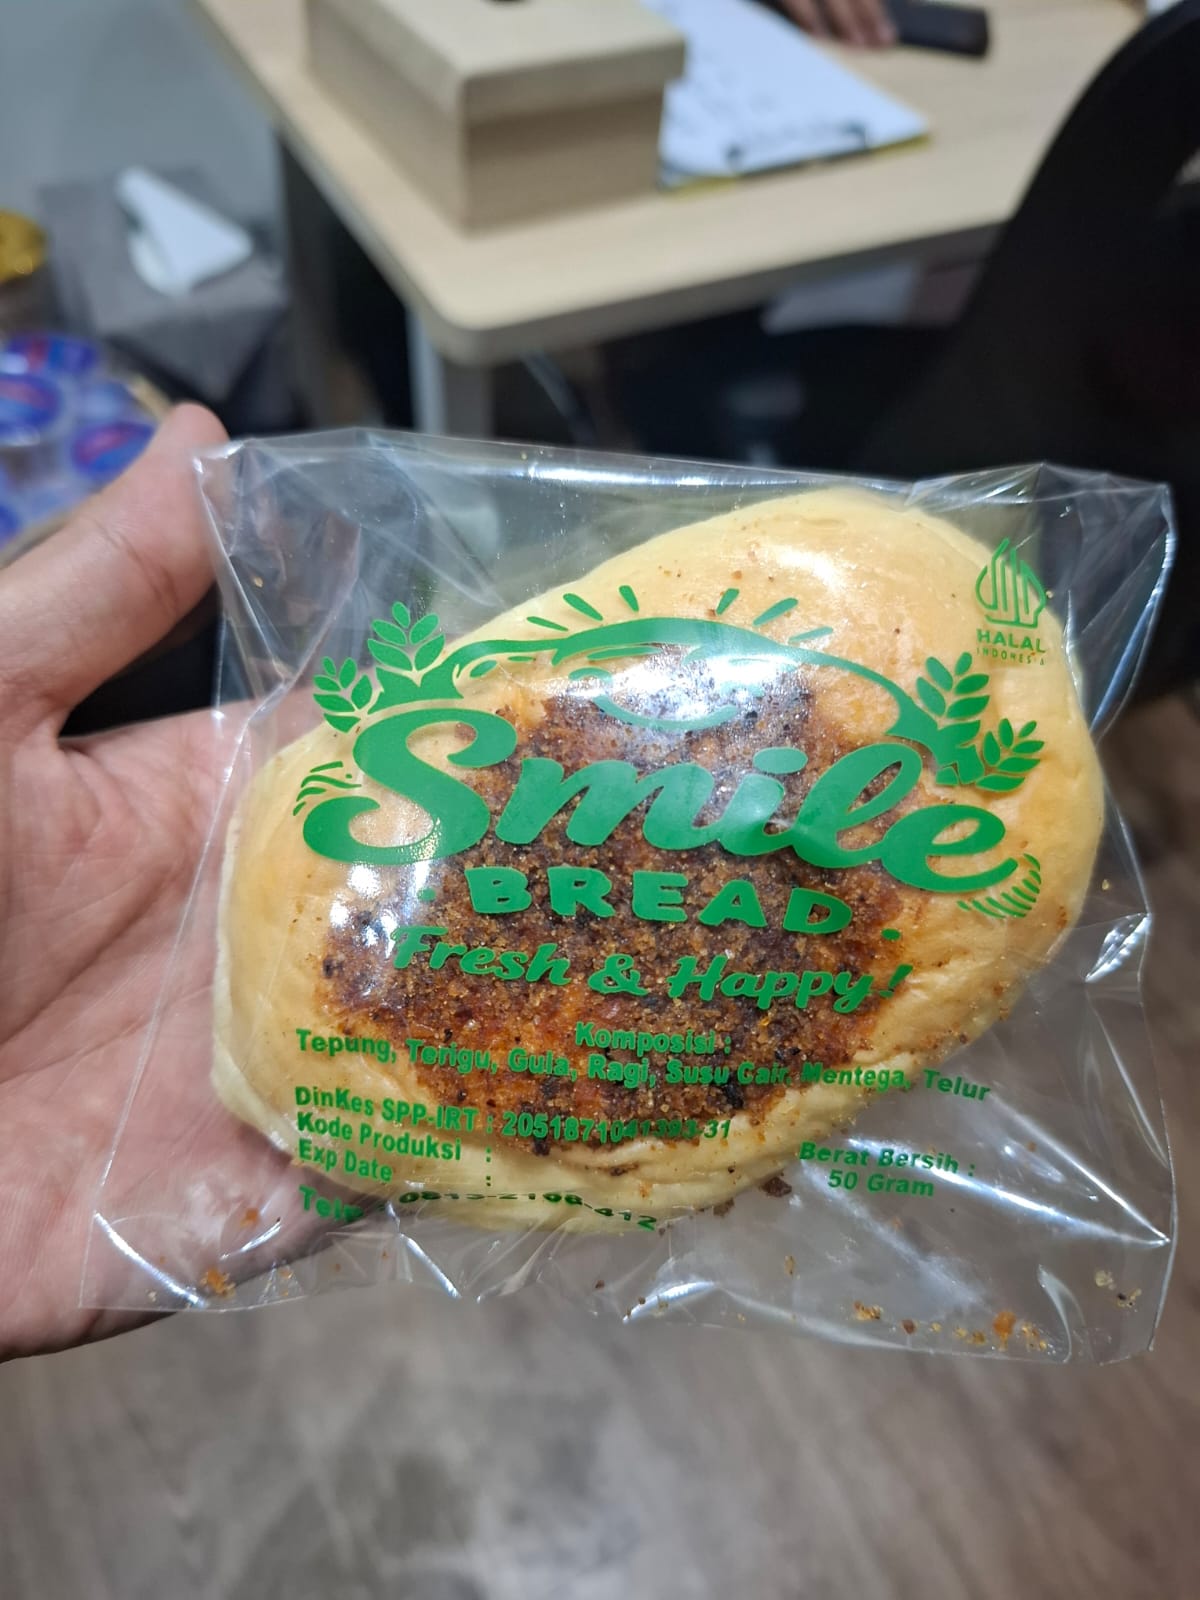 HALAL
INDONESIA
Smile
• BREAD •
Fresh & Happy!
Komposisi :
Tepung, Terigu, Gula, Ragi, Susu Cair, Mentega, Telur
DinKes SPP-IRT :
Kode Produksi :
Exp Date :
Berat Bersih :
50 Gram